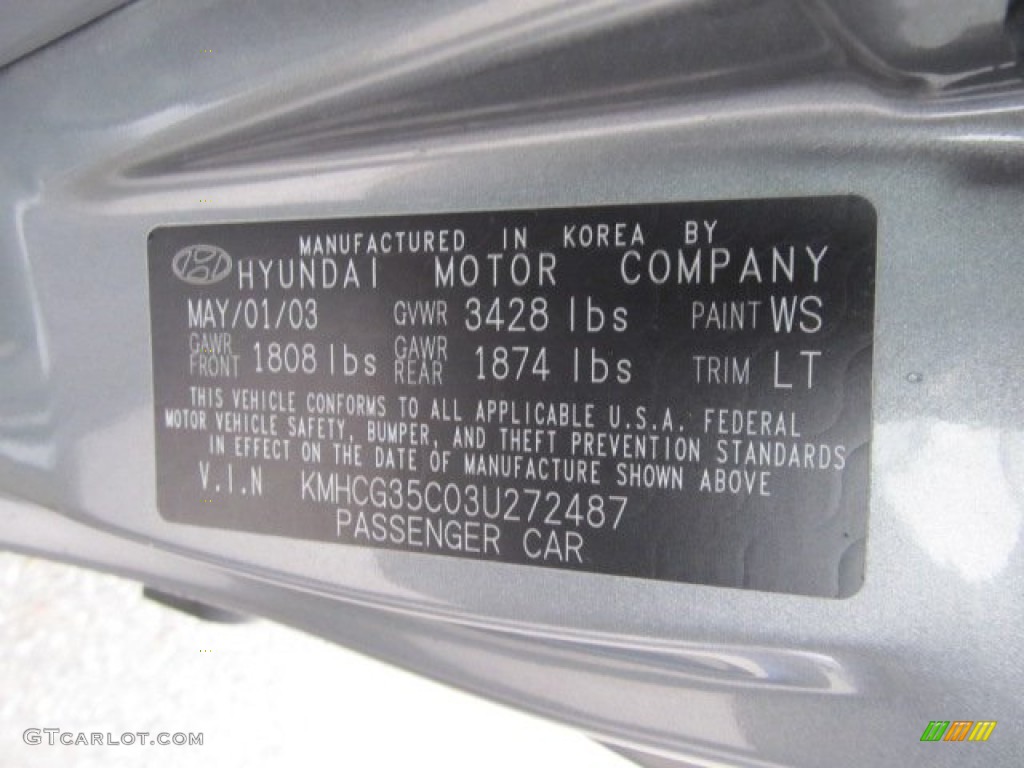 MANUFACTURED IN KOREA BY
HYUNDAI MOTOR COMPANY
MAY/01/03 GVWR 3428 lbs PAINT WS
GAWR FRONT 1808 lbs GAWR REAR 1874 lbs TRIM LT
THIS VEHICLE CONFORMS TO ALL APPLICABLE U.S.A. FEDERAL
MOTOR VEHICLE SAFETY, BUMPER, AND THEFT PREVENTION STANDARDS
IN EFFECT ON THE DATE OF MANUFACTURE SHOWN ABOVE
V.I.N KMHCG35C03U272487
PASSENGER CAR
GTCARLOT.COM